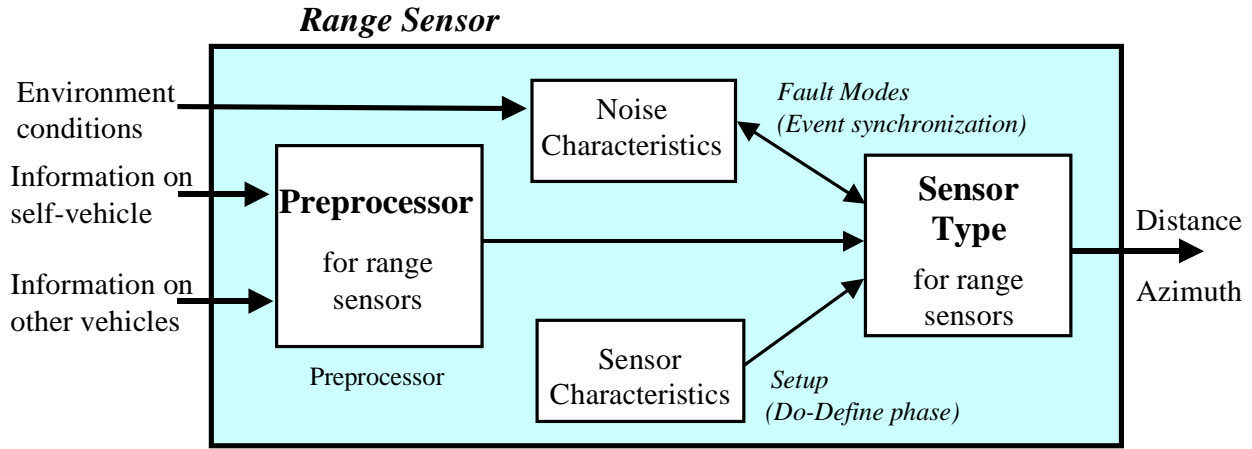 Range Sensor
Environment
conditions
Information on
self-vehicle
Information on
other vehicles
Noise
Characteristics
Fault Modes
(Event synchronization)
Preprocessor
for range
sensors
Preprocessor
Sensor
Characteristics
Setup
(Do-Define phase)
Sensor
Type
for range
sensors
Distance
Azimuth